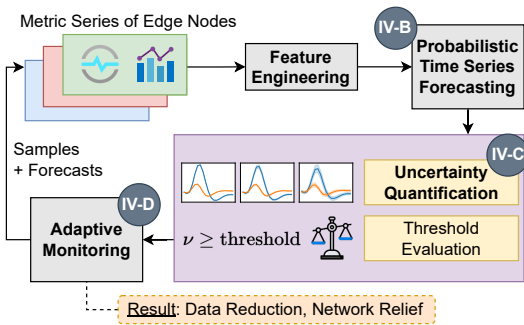 Metric Series of Edge Nodes
Feature
Engineering
IV-B
Probabilistic
Time Series
Forecasting
IV-C
Uncertainty
Quantification
ν ≥ threshold
Threshold
Evaluation
Samples
+ Forecasts
IV-D
Adaptive
Monitoring
Result: Data Reduction, Network Relief